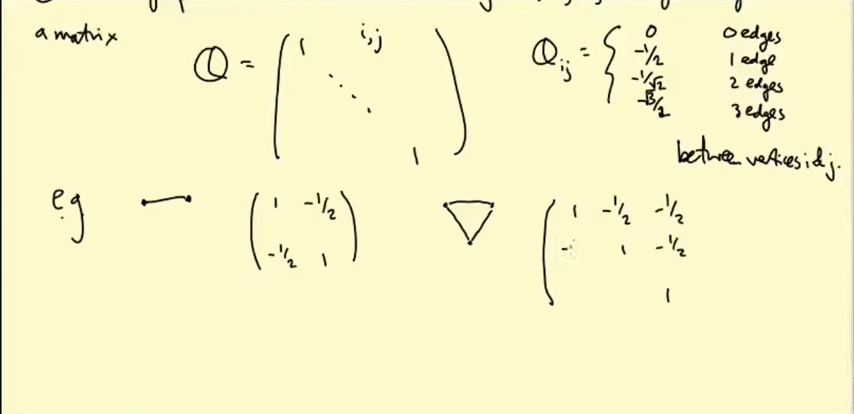 a matrix
Q = ( 1 i,j ⋱ 1 )
Q_ij = { 0 0 edges
-1/2 1 edge
-1/√2 2 edges
-√3/2 3 edges
between vertices i & j.
e.g
( 1 -1/2
-1/2 1 )
( 1 -1/2 -1/2
- 1 -1/2
1